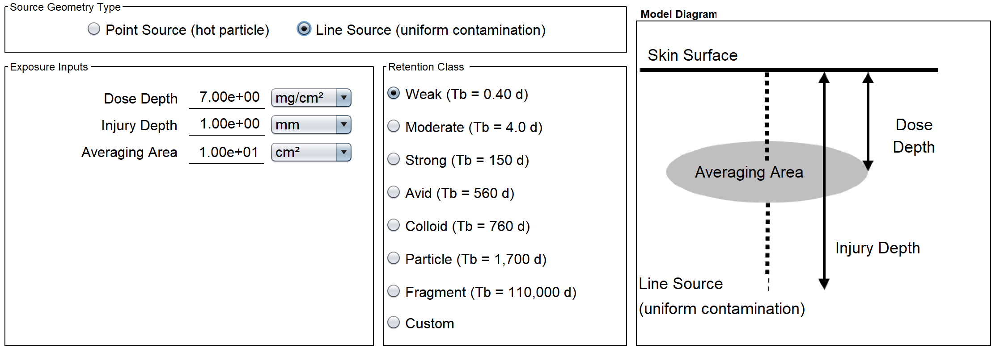 Source Geometry Type
Point Source (hot particle)
Line Source (uniform contamination)
Exposure Inputs
Dose Depth 7.00e+00 mg/cm²
Injury Depth 1.00e+00 mm
Averaging Area 1.00e+01 cm²
Retention Class
Weak (Tb = 0.40 d)
Moderate (Tb = 4.0 d)
Strong (Tb = 150 d)
Avid (Tb = 560 d)
Colloid (Tb = 760 d)
Particle (Tb = 1,700 d)
Fragment (Tb = 110,000 d)
Custom
Model Diagram
Skin Surface
Dose
Depth
Averaging Area
Injury Depth
Line Source
(uniform contamination)